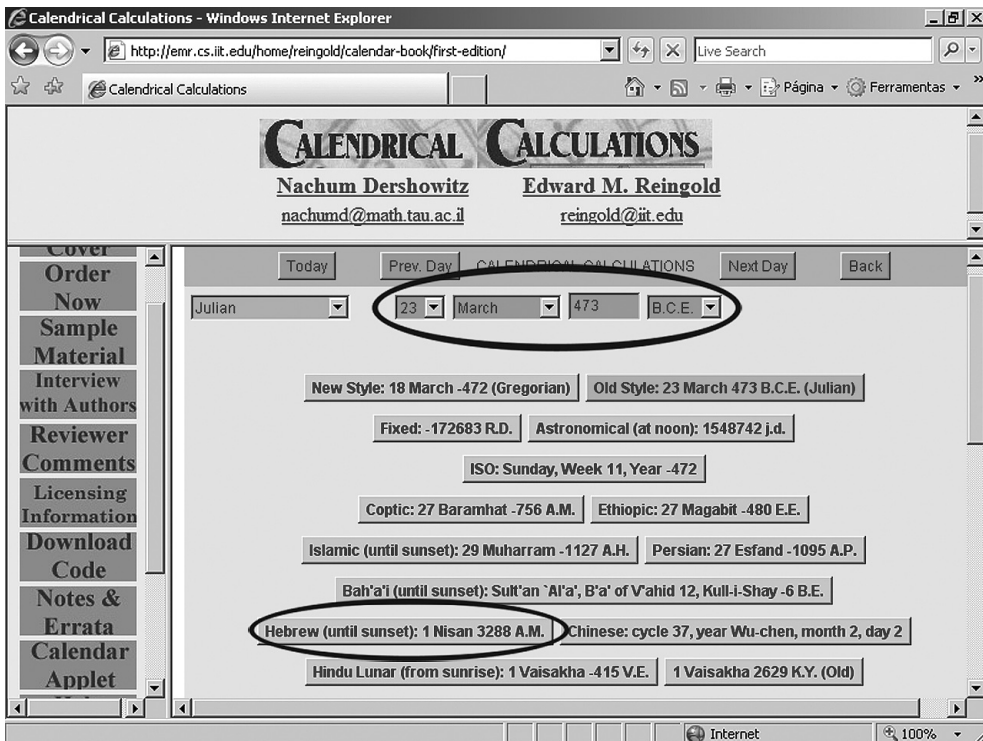 Calendrical Calculations - Windows Internet Explorer
http://emr.cs.iit.edu/home/reingold/calendar-book/first-edition/
Live Search
Calendrical Calculations
Página
Ferramentas
»
CALENDRICAL CALCULATIONS
Nachum Dershowitz Edward M. Reingold
nachumd@math.tau.ac.il reingold@iit.edu
Cover
Order
Now
Sample
Material
Interview
with Authors
Reviewer
Comments
Licensing
Information
Download
Code
Notes &
Errata
Calendar
Applet
Today Prev. Day CALENDRICAL CALCULATIONS Next Day Back
Julian 23 March 473 B.C.E.
New Style: 18 March -472 (Gregorian) Old Style: 23 March 473 B.C.E. (Julian)
Fixed: -172683 R.D. Astronomical (at noon): 1548742 j.d.
ISO: Sunday, Week 11, Year -472
Coptic: 27 Baramhat -756 A.M. Ethiopic: 27 Magabit -480 E.E.
Islamic (until sunset): 29 Muharram -1127 A.H. Persian: 27 Esfand -1095 A.P.
Bah'a'i (until sunset): Sult'an `Al'a', B'a' of V'ahid 12, Kull-i-Shay -6 B.E.
Hebrew (until sunset): 1 Nisan 3288 A.M. Chinese: cycle 37, year Wu-chen, month 2, day 2
Hindu Lunar (from sunrise): 1 Vaisakha -415 V.E. 1 Vaisakha 2629 K.Y. (Old)
Internet 100%